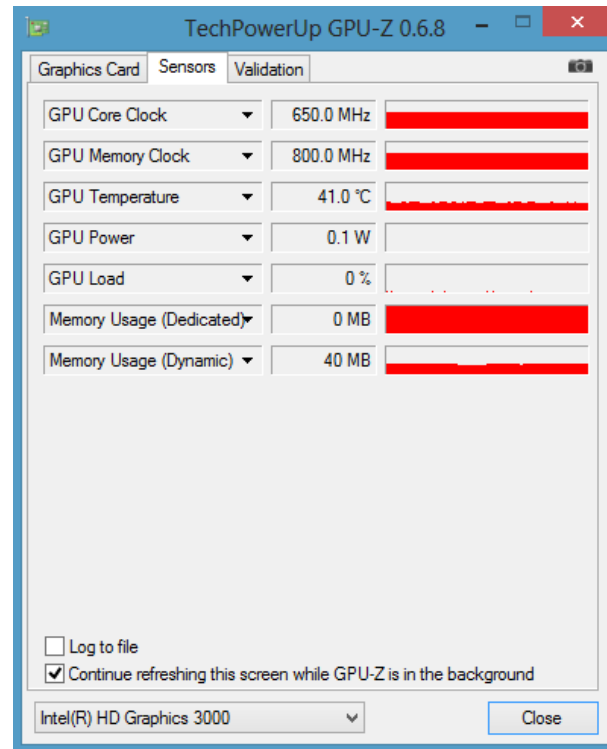 TechPowerUp GPU-Z 0.6.8
Graphics Card Sensors Validation
GPU Core Clock 650.0 MHz
GPU Memory Clock 800.0 MHz
GPU Temperature 41.0 °C
GPU Power 0.1 W
GPU Load 0 %
Memory Usage (Dedicated) 0 MB
Memory Usage (Dynamic) 40 MB
Log to file
Continue refreshing this screen while GPU-Z is in the background
Intel(R) HD Graphics 3000 Close